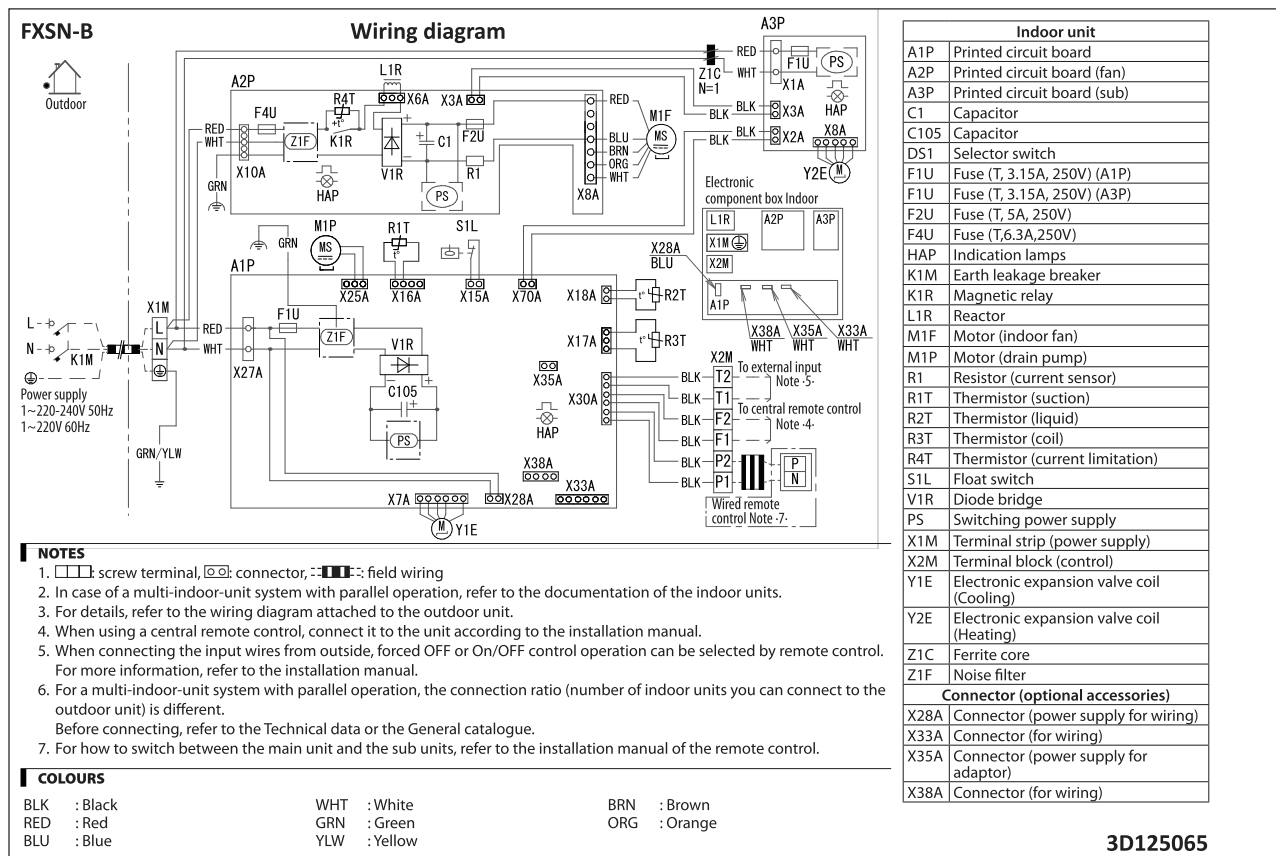 FXSN-B
Wiring diagram
Outdoor
A3P
RED
WHT
Z1C
N=1
F1U
PS
X1A
HAP
BLK
BLK
X3A
BLK
BLK
X2A
X8A
Y2E
M
A2P
L1R
X6A
X3A
R4T
+t°
K1R
F4U
Z1F
RED
WHT
X10A
GRN
HAP
V1R
C1
F2U
R1
PS
X8A
RED
BLU
BRN
ORG
WHT
M1F
MS
Electronic
component box Indoor
L1R
A2P
A3P
X1M
X2M
A1P
X28A
BLU
X38A
WHT
X35A
WHT
X33A
WHT
GRN
A1P
M1P
MS
R1T
t°
S1L
X25A
X16A
X15A
X70A
X18A
t°
R2T
X17A
t°
R3T
X1M
L
N
L
N
K1M
Power supply
1~220-240V 50Hz
1~220V 60Hz
GRN/YLW
RED
WHT
X27A
F1U
Z1F
V1R
C105
PS
X35A
X30A
HAP
X38A
X33A
X7A
X28A
M
Y1E
X2M
BLK
T2
BLK
T1
BLK
F2
BLK
F1
BLK
P2
BLK
P1
To external input
Note ·5·
To central remote control
Note ·4·
P
N
Wired remote
control Note ·7·
NOTES
1. : screw terminal, : connector, : field wiring
2. In case of a multi-indoor-unit system with parallel operation, refer to the documentation of the indoor units.
3. For details, refer to the wiring diagram attached to the outdoor unit.
4. When using a central remote control, connect it to the unit according to the installation manual.
5. When connecting the input wires from outside, forced OFF or On/OFF control operation can be selected by remote control.
For more information, refer to the installation manual.
6. For a multi-indoor-unit system with parallel operation, the connection ratio (number of indoor units you can connect to the
outdoor unit) is different.
Before connecting, refer to the Technical data or the General catalogue.
7. For how to switch between the main unit and the sub units, refer to the installation manual of the remote control.
COLOURS
BLK : Black WHT : White BRN : Brown
RED : Red GRN : Green ORG : Orange
BLU : Blue YLW : Yellow
Indoor unit
A1P Printed circuit board
A2P Printed circuit board (fan)
A3P Printed circuit board (sub)
C1 Capacitor
C105 Capacitor
DS1 Selector switch
F1U Fuse (T, 3.15A, 250V) (A1P)
F1U Fuse (T, 3.15A, 250V) (A3P)
F2U Fuse (T, 5A, 250V)
F4U Fuse (T,6.3A,250V)
HAP Indication lamps
K1M Earth leakage breaker
K1R Magnetic relay
L1R Reactor
M1F Motor (indoor fan)
M1P Motor (drain pump)
R1 Resistor (current sensor)
R1T Thermistor (suction)
R2T Thermistor (liquid)
R3T Thermistor (coil)
R4T Thermistor (current limitation)
S1L Float switch
V1R Diode bridge
PS Switching power supply
X1M Terminal strip (power supply)
X2M Terminal block (control)
Y1E Electronic expansion valve coil
(Cooling)
Y2E Electronic expansion valve coil
(Heating)
Z1C Ferrite core
Z1F Noise filter
Connector (optional accessories)
X28A Connector (power supply for wiring)
X33A Connector (for wiring)
X35A Connector (power supply for
adaptor)
X38A Connector (for wiring)
3D125065